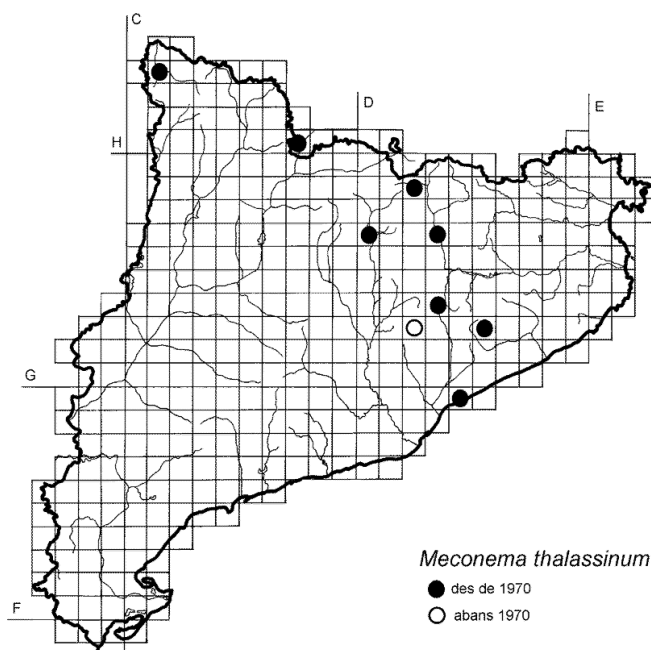 C
D
E
H
G
F
Meconema thalassinum
des de 1970
abans 1970